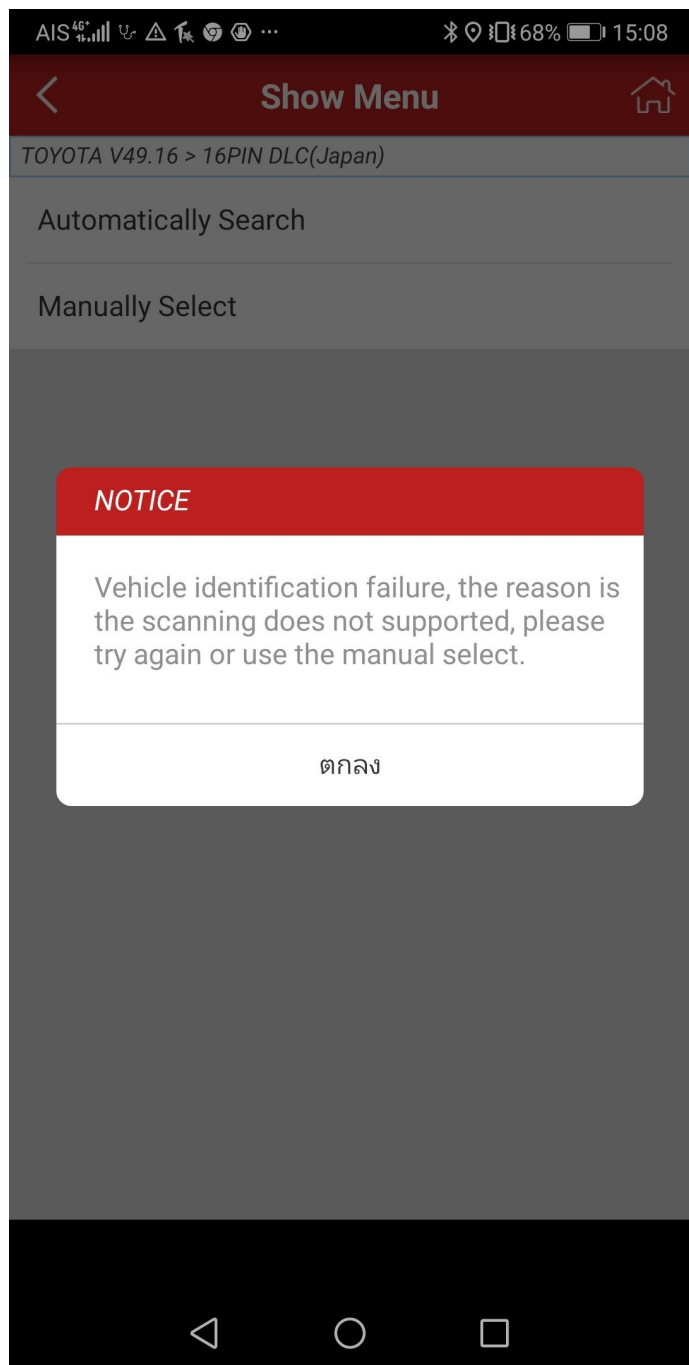 AIS 4G+ 68% 15:08
Show Menu
TOYOTA V49.16 > 16PIN DLC(Japan)
Automatically Search
Manually Select
NOTICE
Vehicle identification failure, the reason is
the scanning does not supported, please
try again or use the manual select.
ตกลง